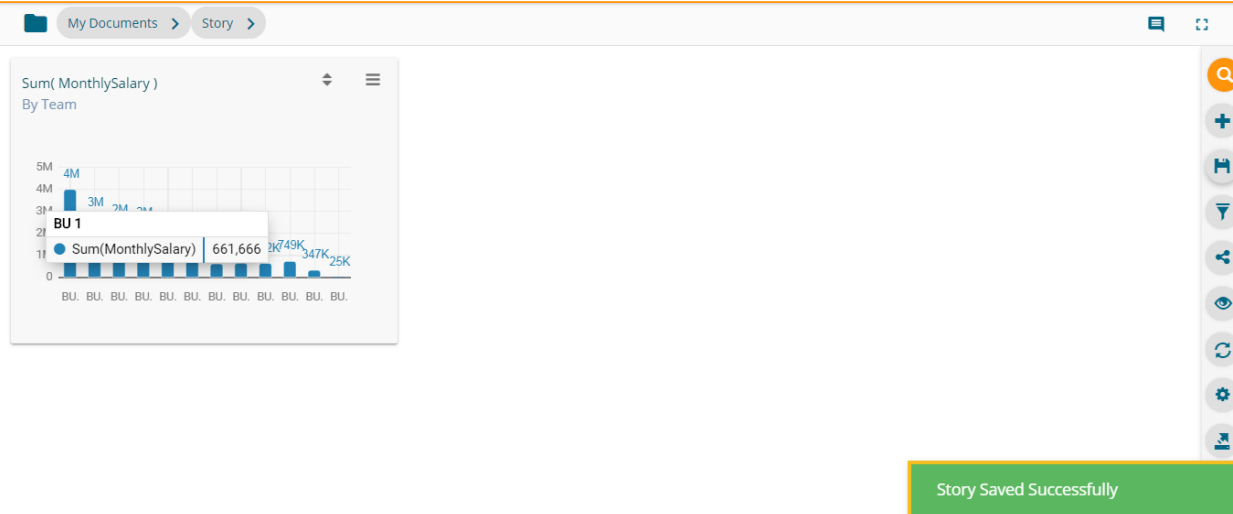 My Documents
Story
Sum( MonthlySalary )
By Team
5M
4M
3M
1M
0
4M
3M
2M
BU 1
Sum(MonthlySalary) 661,666
2K
749K
347K
25K
BU. BU. BU. BU. BU. BU. BU. BU. BU. BU. BU. BU.
Story Saved Successfully